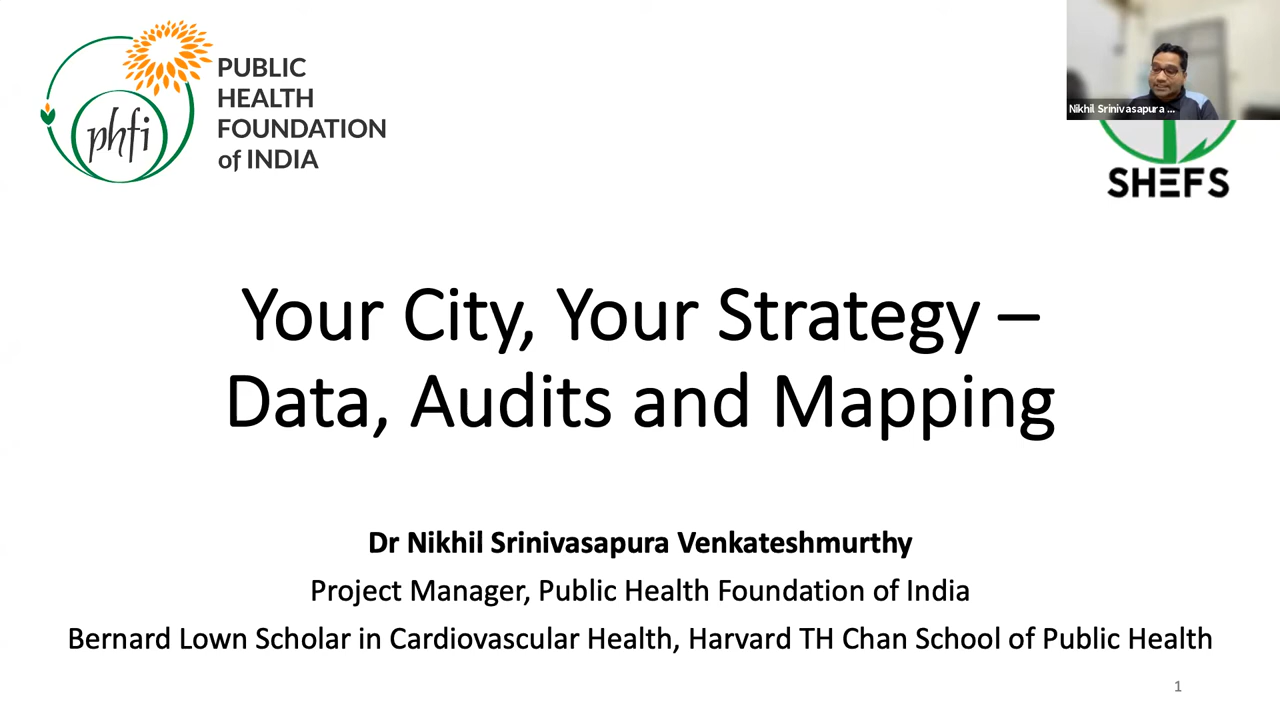 phfi
PUBLIC
HEALTH
FOUNDATION
of INDIA
Nikhil Srinivasapura ...
SHEFS
Your City, Your Strategy –
Data, Audits and Mapping
Dr Nikhil Srinivasapura Venkateshmurthy
Project Manager, Public Health Foundation of India
Bernard Lown Scholar in Cardiovascular Health, Harvard TH Chan School of Public Health
1